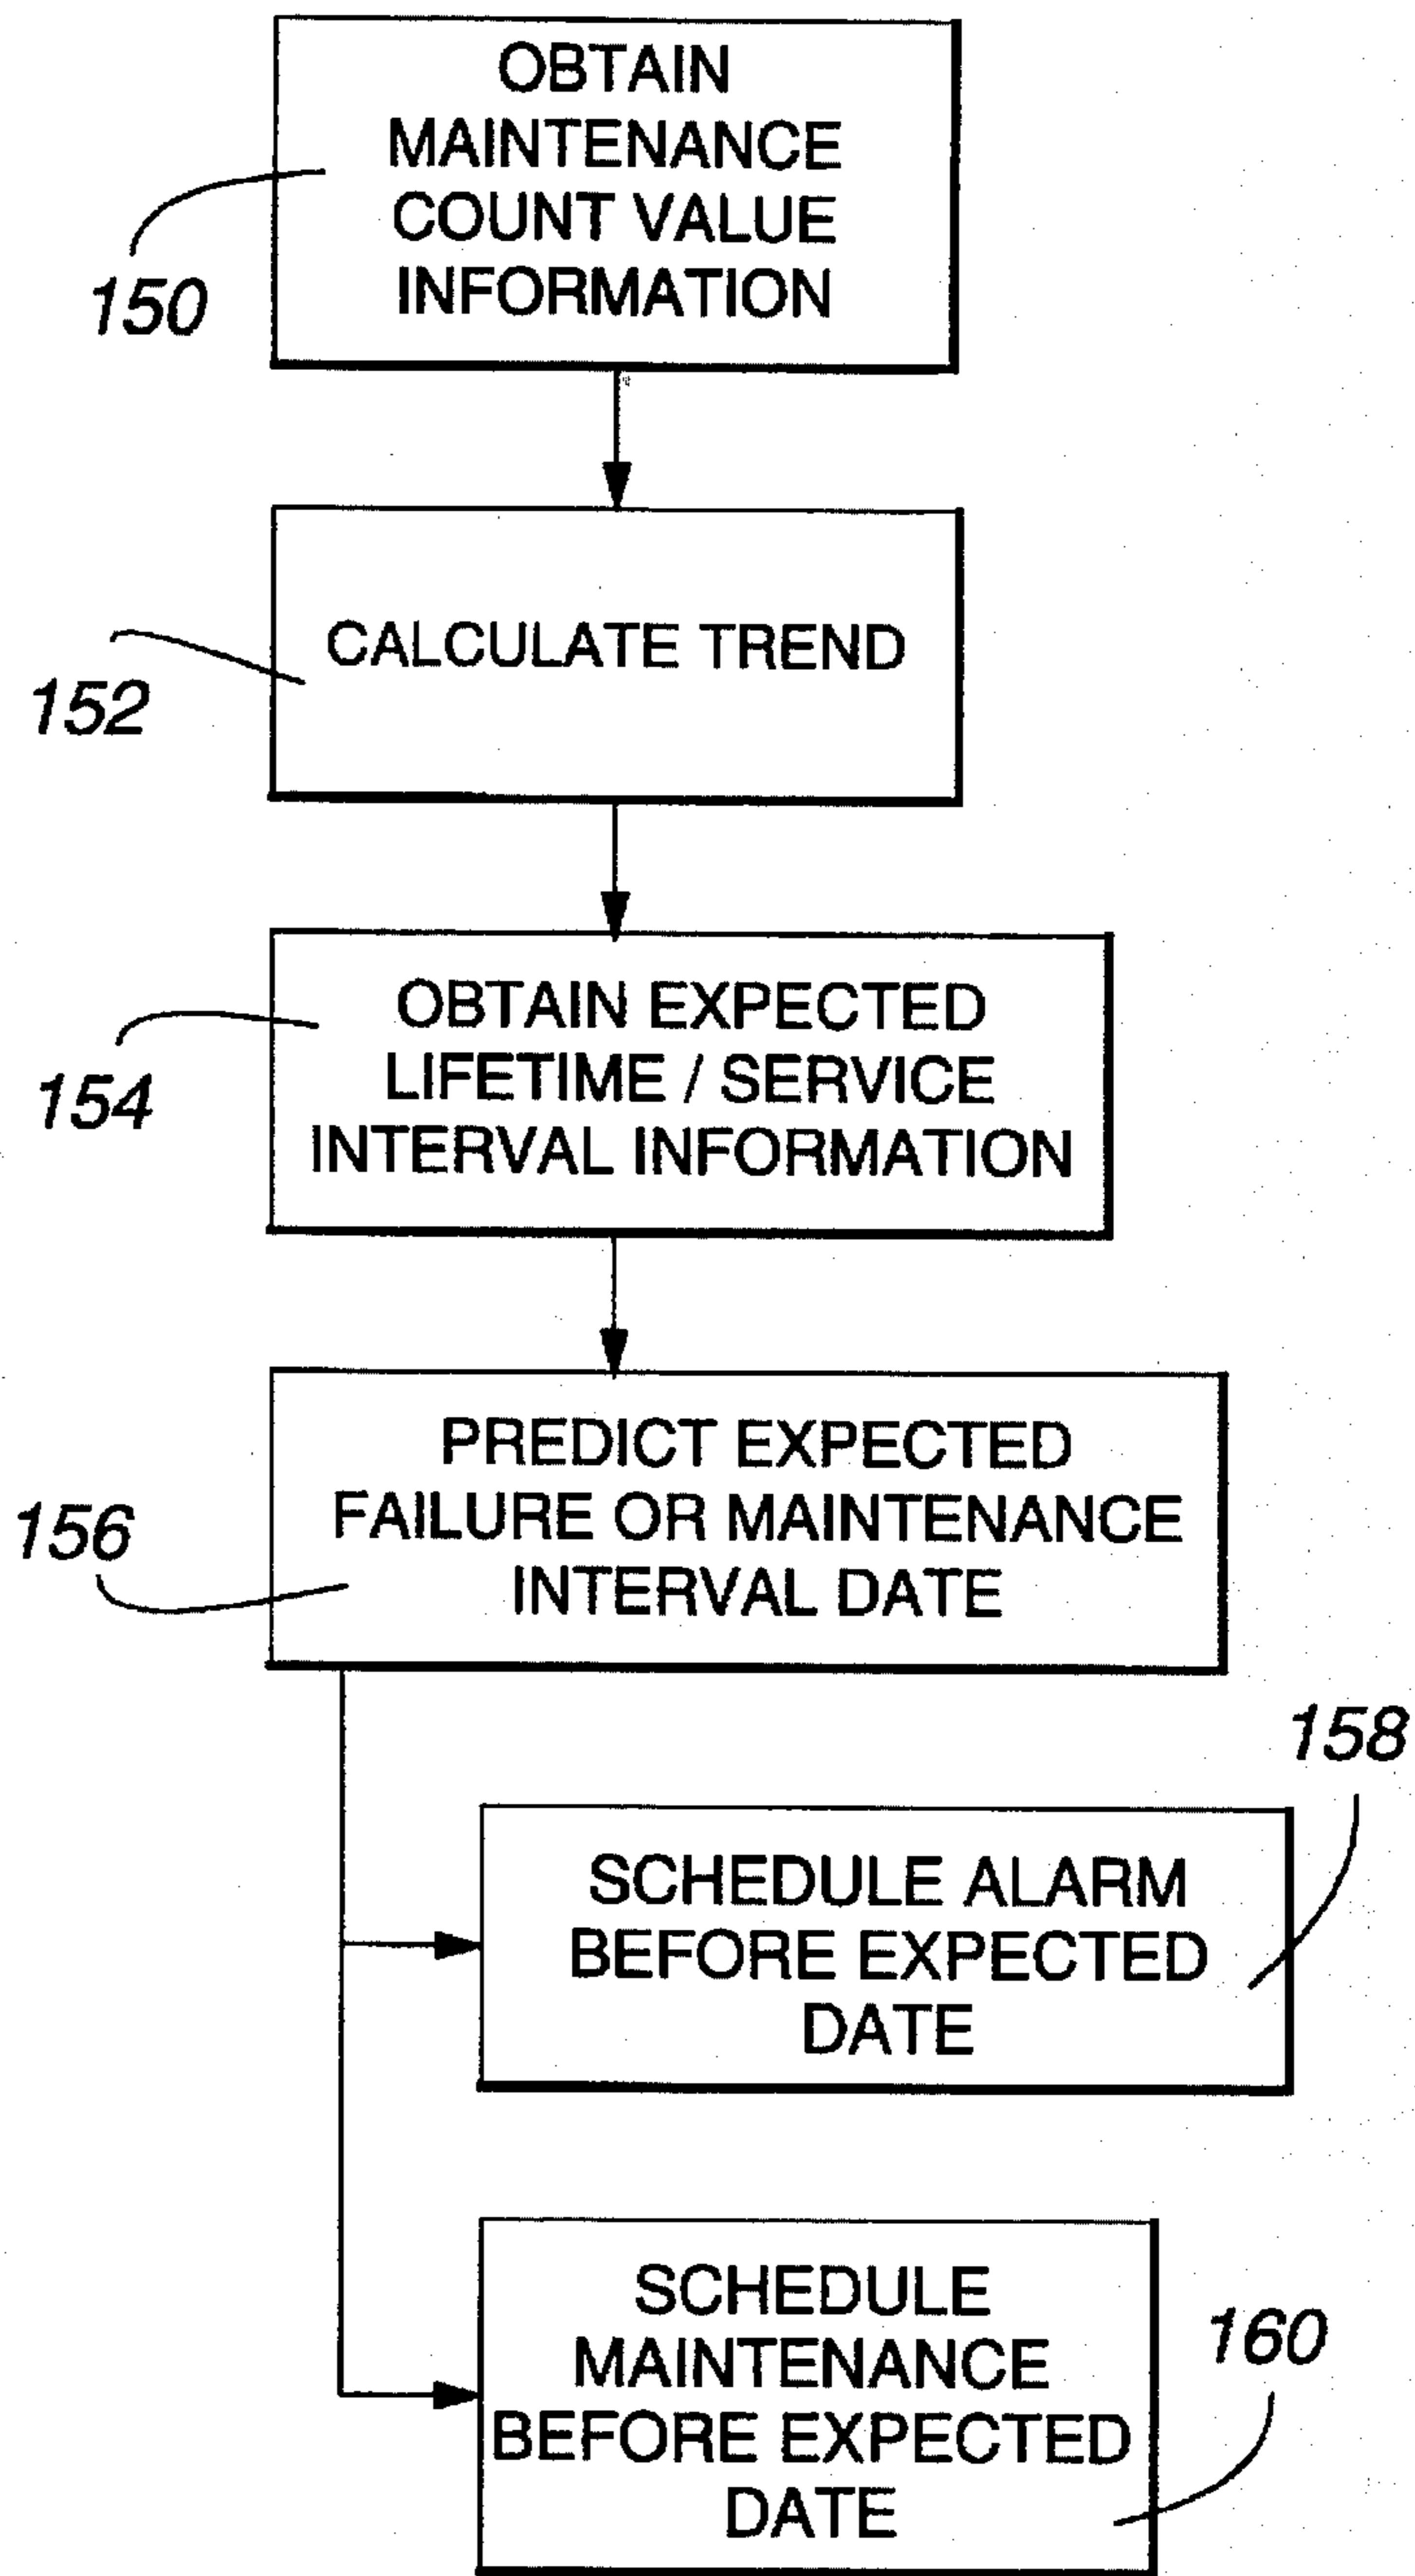 OBTAIN
MAINTENANCE
COUNT VALUE
INFORMATION
150
CALCULATE TREND
152
OBTAIN EXPECTED
LIFETIME / SERVICE
INTERVAL INFORMATION
154
PREDICT EXPECTED
FAILURE OR MAINTENANCE
INTERVAL DATE
156
158
SCHEDULE ALARM
BEFORE EXPECTED
DATE
SCHEDULE
MAINTENANCE
BEFORE EXPECTED
DATE
160